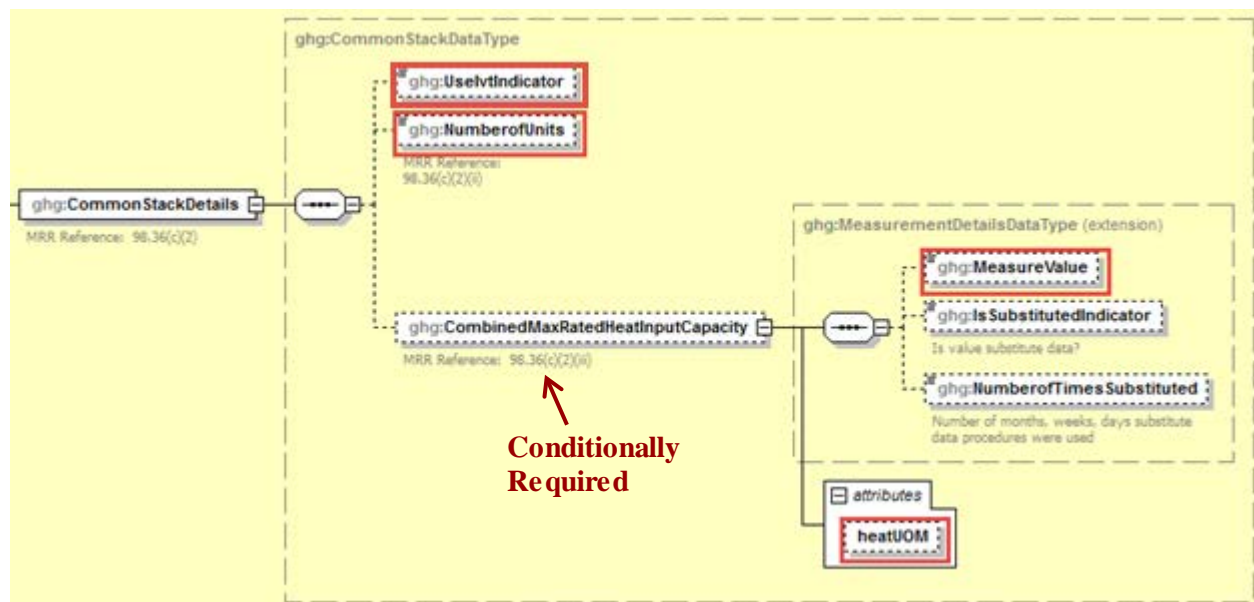 ghg:CommonStackDataType
ghg:UseIvtIndicator
ghg:NumberofUnits
MRR Reference:
98.36(c)(2)(ii)
ghg:CommonStackDetails
MRR Reference: 98.36(c)(2)
ghg:CombinedMaxRatedHeatInputCapacity
MRR Reference: 98.36(c)(2)(iii)
Conditionally
Required
ghg:MeasurementDetailsDataType (extension)
ghg:MeasureValue
ghg:IsSubstitutedIndicator
Is value substitute data?
ghg:NumberofTimesSubstituted
Number of months, weeks, days substitute
data procedures were used
attributes
heatUOM